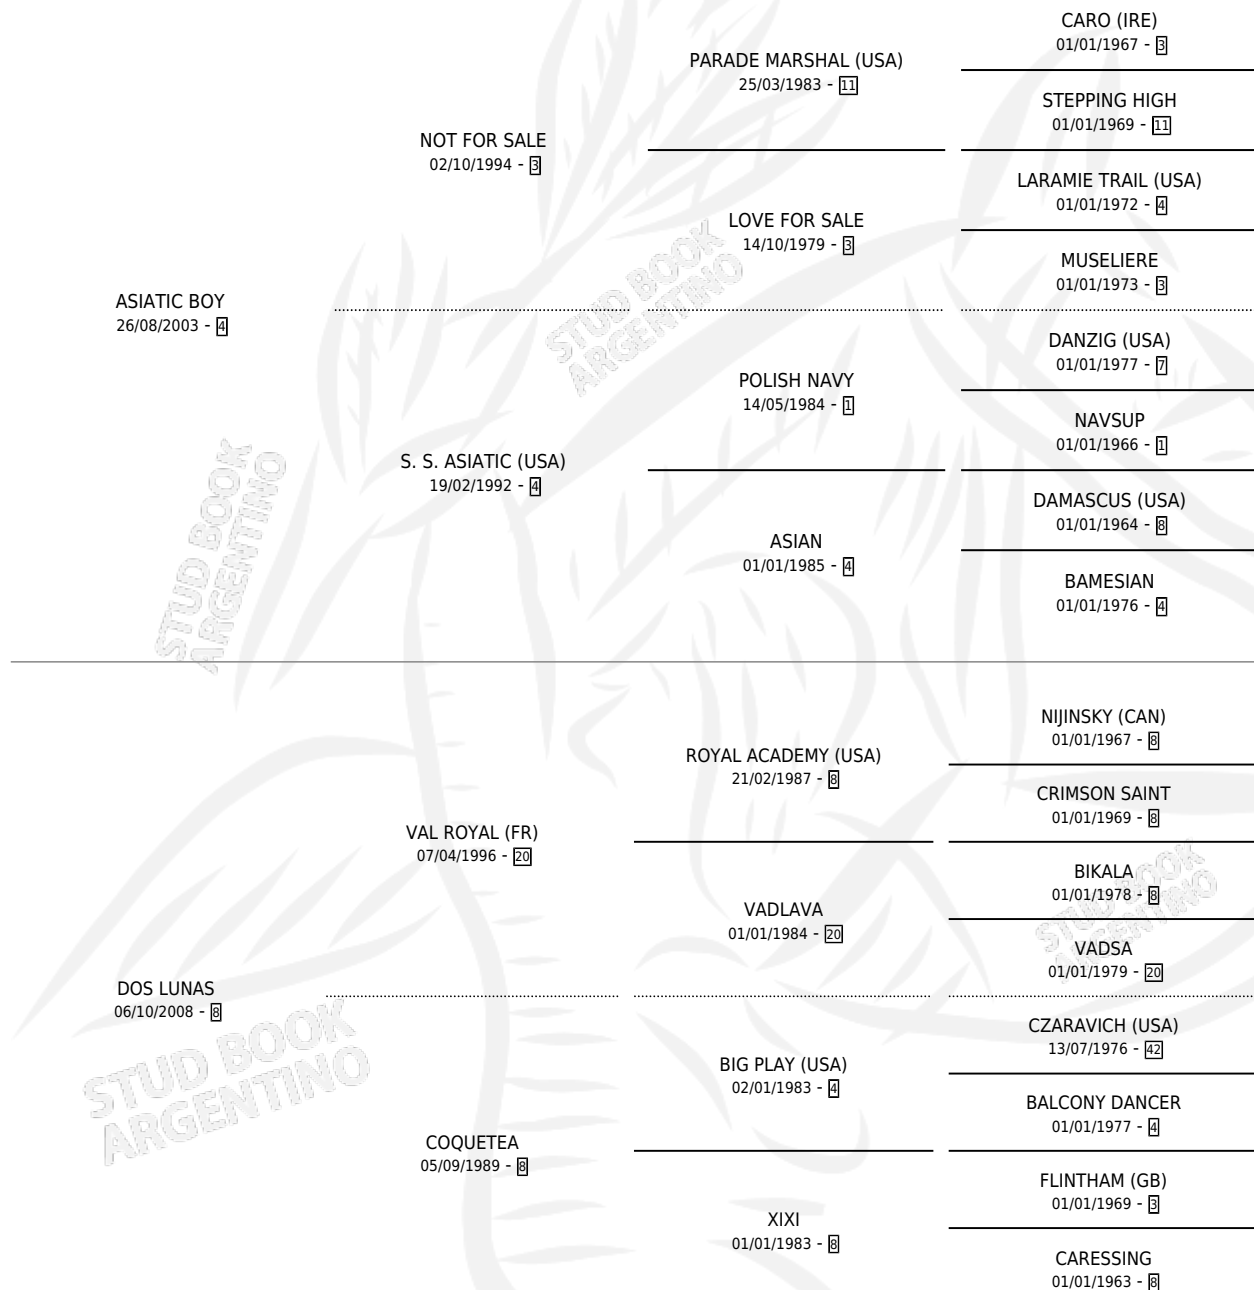 CARO (IRE)
01/01/1967 - 3
PARADE MARSHAL (USA)
25/03/1983 - 11
STEPPING HIGH
01/01/1969 - 11
NOT FOR SALE
02/10/1994 - 3
LARAMIE TRAIL (USA)
01/01/1972 - 4
LOVE FOR SALE
14/10/1979 - 3
MUSELIERE
01/01/1973 - 3
ASIATIC BOY
26/08/2003 - 4
STUD BOOK
ARGENTINO
DANZIG (USA)
01/01/1977 - 7
POLISH NAVY
14/05/1984 - 1
NAVSUP
01/01/1966 - 1
S. S. ASIATIC (USA)
19/02/1992 - 4
DAMASCUS (USA)
01/01/1964 - 8
ASIAN
01/01/1985 - 4
BAMESIAN
01/01/1976 - 4
STUD BOOK
ARGENTINO
NIJINSKY (CAN)
01/01/1967 - 8
ROYAL ACADEMY (USA)
21/02/1987 - 8
CRIMSON SAINT
01/01/1969 - 8
VAL ROYAL (FR)
07/04/1996 - 20
BIKALA
01/01/1978 - 8
VADLAVA
01/01/1984 - 20
STUD BOOK
ARGENTINO
VADSA
01/01/1979 - 20
DOS LUNAS
06/10/2008 - 8
STUD BOOK
ARGENTINO
CZARAVICH (USA)
13/07/1976 - 42
BIG PLAY (USA)
02/01/1983 - 4
BALCONY DANCER
01/01/1977 - 4
COQUETEA
05/09/1989 - 8
FLINTHAM (GB)
01/01/1969 - 3
XIXI
01/01/1983 - 8
CARESSING
01/01/1963 - 8